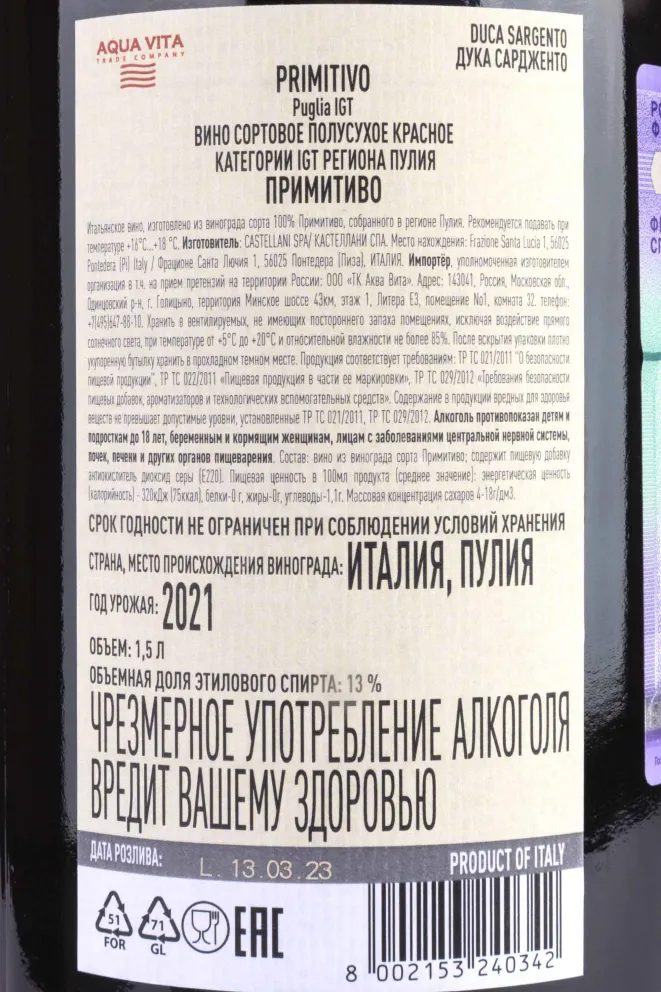 AQUA VITA
TRADE COMPANY
DUCA SARGENTO
ДУКА САРДЖЕНТО
PRIMITIVO
Puglia IGT
ВИНО СОРТОВОЕ ПОЛУСУХОЕ КРАСНОЕ
КАТЕГОРИИ IGT РЕГИОНА ПУЛИЯ
ПРИМИТИВО
Итальянское вино, изготовлено из винограда сорта 100% Примитиво, собранного в регионе Пулия. Рекомендуется подавать при
температуре +16°C...+18 °C. Изготовитель: CASTELLANI SPA/ КАСТЕЛЛАНИ СПА. Место нахождения: Frazione Santa Lucia 1, 56025
Pontedera (Pi) Italy / Фрационе Санта Лючия 1, 56025 Понтедера (Пиза), ИТАЛИЯ. Импортёр, уполномоченная изготовителем
организация в т.ч. на прием претензий на территории России: ООО «ТК Аква Вита». Адрес: 143041, Россия, Московская обл.,
Одинцовский р-н, г. Голицыно, территория Минское шоссе 43км, этаж 1, Литера Е3, помещение No1, комната 32. телефон:
+7(495)647-88-10. Хранить в вентилируемых, не имеющих постороннего запаха помещениях, исключая воздействие прямого
солнечного света, при температуре от +5°C до +20°C и относительной влажности не более 85%. После вскрытия упаковки плотно
укупоренную бутылку хранить в прохладном темном месте. Продукция соответствует требованиям: ТР ТС 021/2011 "О безопасности
пищевой продукции", ТР ТС 022/2011 «Пищевая продукция в части ее маркировки», ТР ТС 029/2012 «Требования безопасности
пищевых добавок, ароматизаторов и технологических вспомогательных средств». Содержание в продукции вредных для здоровья
веществ не превышает допустимые уровни, установленные ТР ТС 021/2011, ТР ТС 029/2012. Алкоголь противопоказан детям и
подросткам до 18 лет, беременным и кормящим женщинам, лицам с заболеваниями центральной нервной системы,
почек, печени и других органов пищеварения. Состав: вино из винограда сорта Примитиво; содержит пищевую добавку
антиокислитель диоксид серы (Е220). Пищевая ценность в 100мл продукта (среднее значение): энергетическая ценность
(калорийность) - 320кДж (75ккал), белки-0 г, жиры-0г, углеводы-1,1г. Массовая концентрация сахаров 4-18г/дм3.
СРОК ГОДНОСТИ НЕ ОГРАНИЧЕН ПРИ СОБЛЮДЕНИИ УСЛОВИЙ ХРАНЕНИЯ
СТРАНА, МЕСТО ПРОИСХОЖДЕНИЯ ВИНОГРАДА: ИТАЛИЯ, ПУЛИЯ
ГОД УРОЖАЯ: 2021
ОБЪЕМ: 1,5 Л
ОБЪЕМНАЯ ДОЛЯ ЭТИЛОВОГО СПИРТА: 13 %
ЧРЕЗМЕРНОЕ УПОТРЕБЛЕНИЕ АЛКОГОЛЯ
ВРЕДИТ ВАШЕМУ ЗДОРОВЬЮ
ДАТА РОЗЛИВА: L. 13.03.23
PRODUCT OF ITALY
51
FOR
71
GL
EAC
8 002153 240342